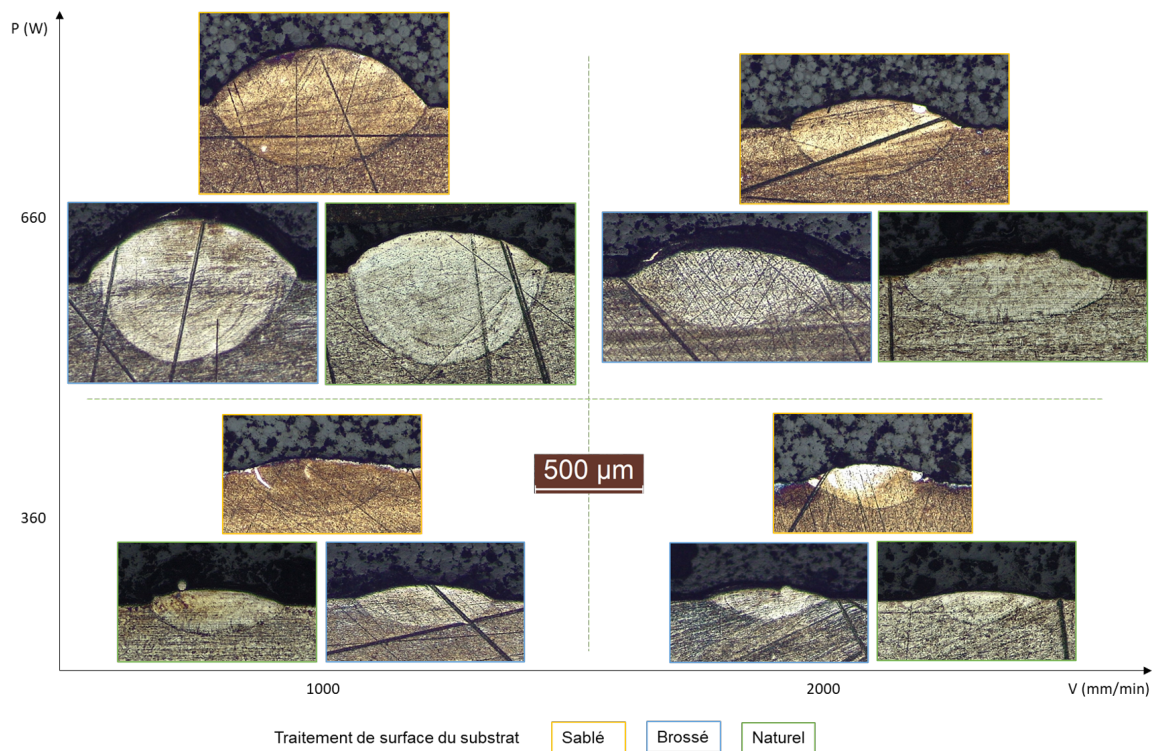 P (W)
660
500 µm
360
1000
2000
V (mm/min)
Traitement de surface du substrat
Sablé
Brossé
Naturel